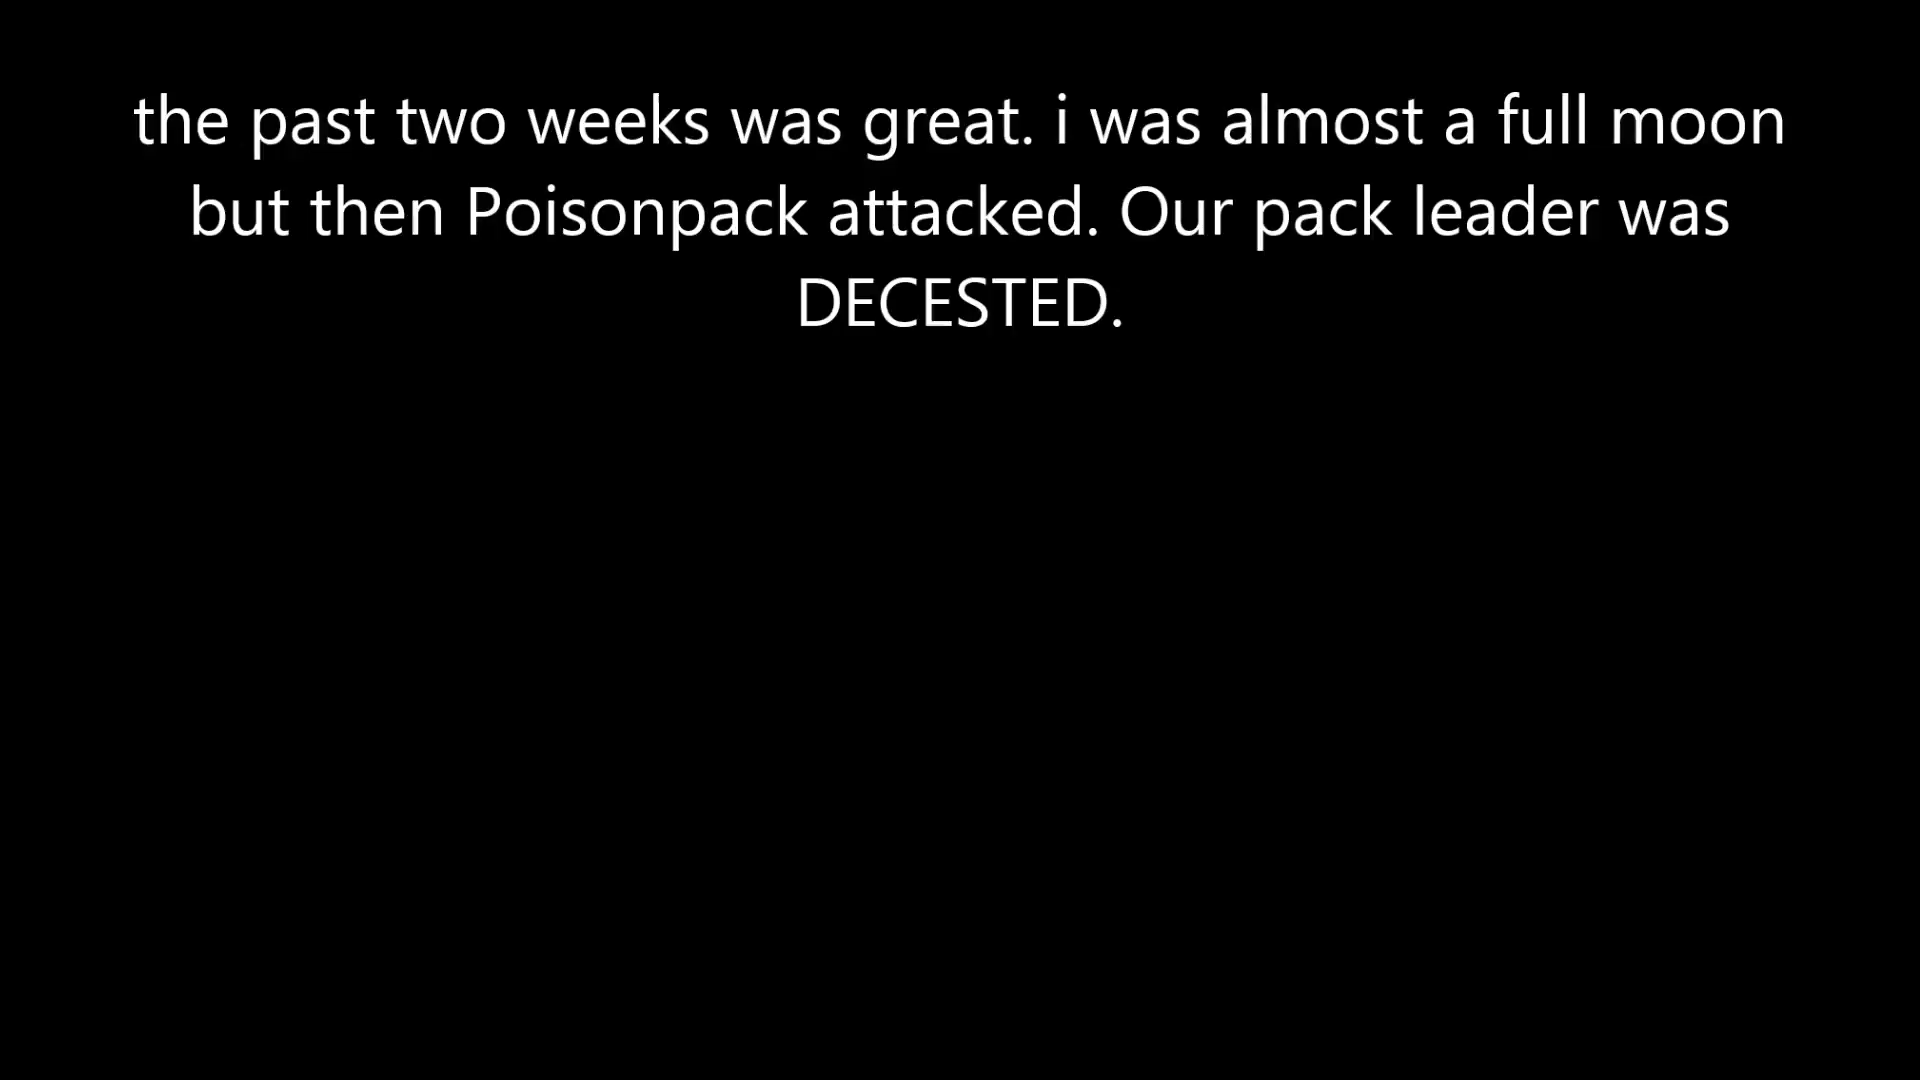 the past two weeks was great. i was almost a full moon
but then Poisonpack attacked. Our pack leader was
DECESTED.